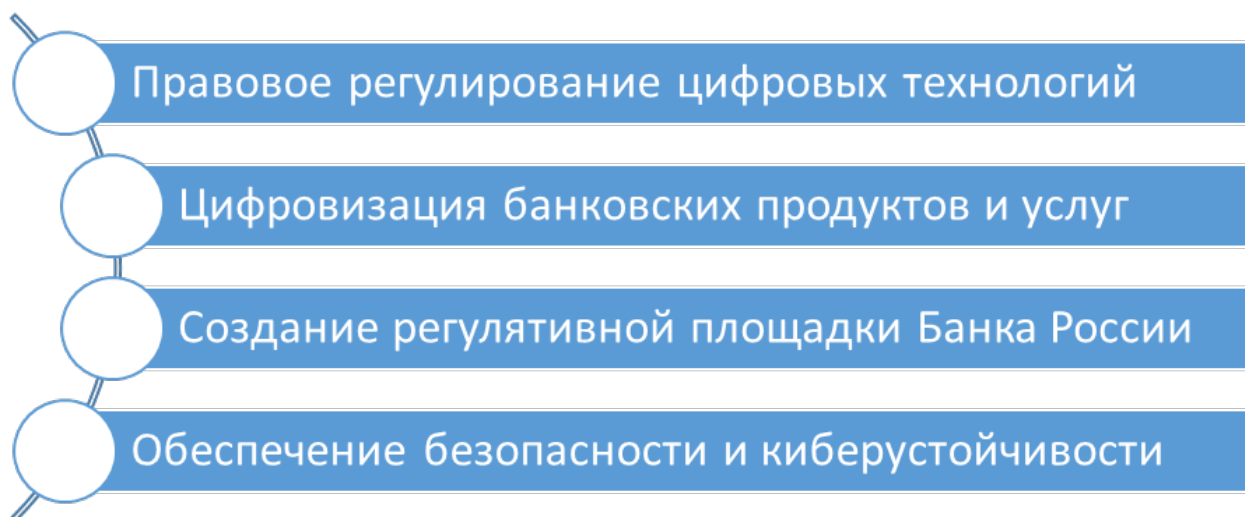 Правовое регулирование цифровых технологий
Цифровизация банковских продуктов и услуг
Создание регулятивной площадки Банка России
Обеспечение безопасности и киберустойчивости